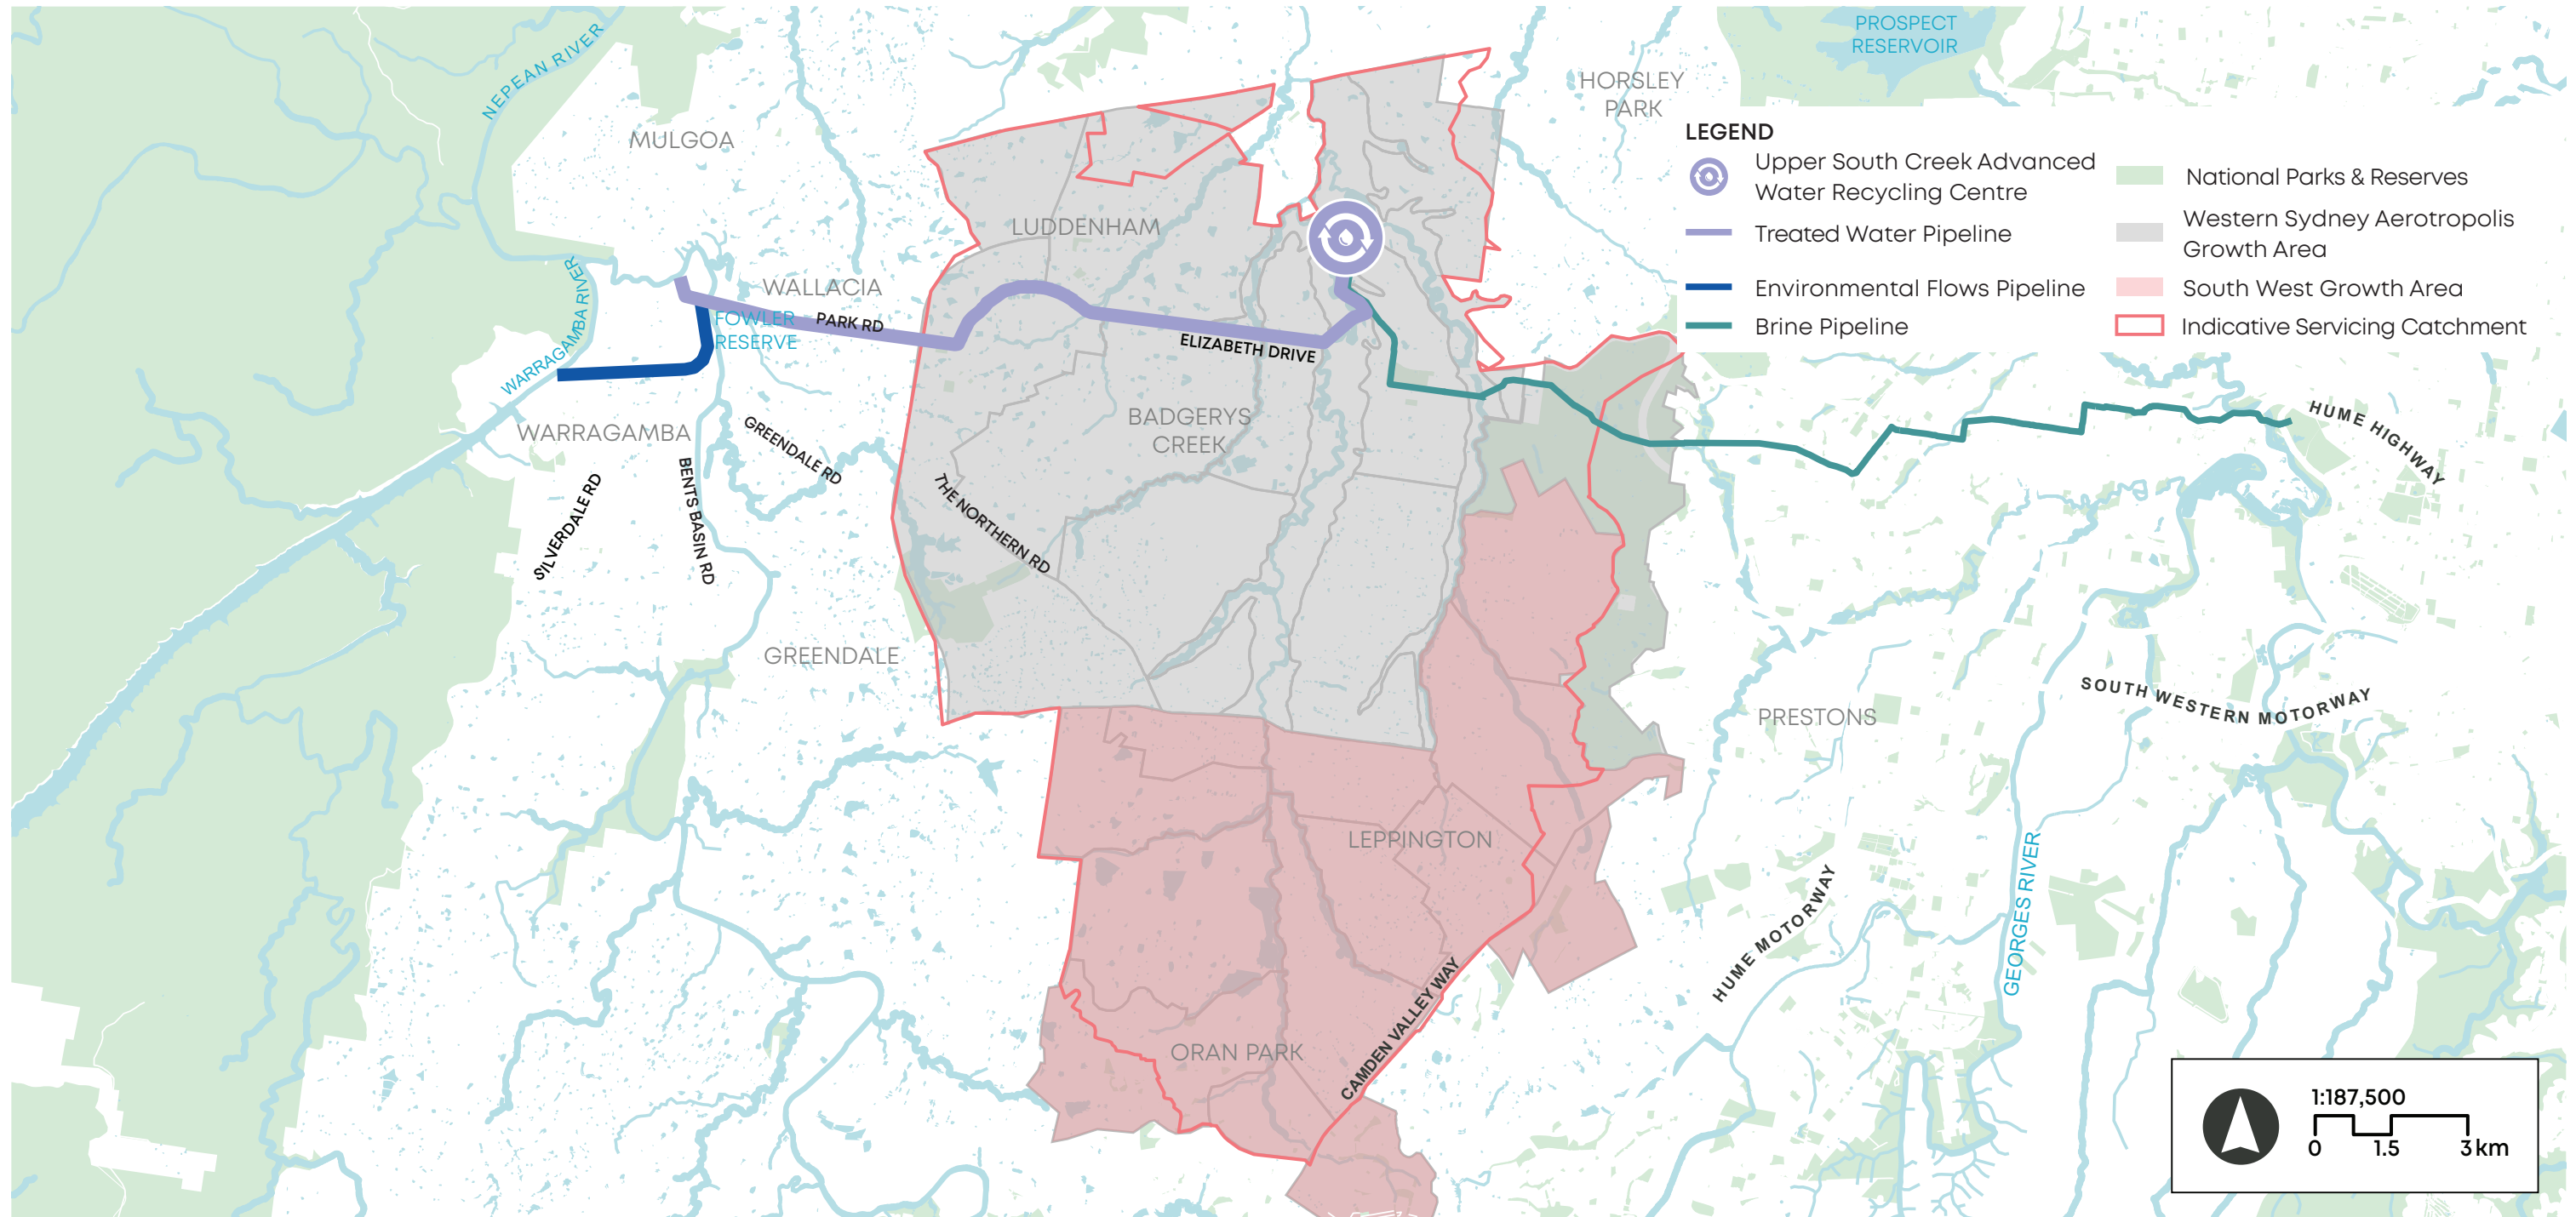 PROSPECT
RESERVOIR
NEPEAN RIVER
HORSLEY
PARK
MULGOA
LEGEND
Upper South Creek Advanced
Water Recycling Centre
Treated Water Pipeline
Environmental Flows Pipeline
Brine Pipeline
National Parks & Reserves
Western Sydney Aerotropolis
Growth Area
South West Growth Area
Indicative Servicing Catchment
LUDDENHAM
WALLACIA
WARRAGAMBA RIVER
FOWLER
RESERVE
PARK RD
ELIZABETH DRIVE
WARRAGAMBA
BADGERYS
CREEK
GREENDALE RD
HUME HIGHWAY
SILVERDALE RD
BENTS BASIN RD
THE NORTHERN RD
GREENDALE
SOUTH WESTERN MOTORWAY
PRESTONS
LEPPINGTON
HUME MOTORWAY
GEORGES RIVER
CAMDEN VALLEY WAY
ORAN PARK
1:187,500
0 1.5 3 km